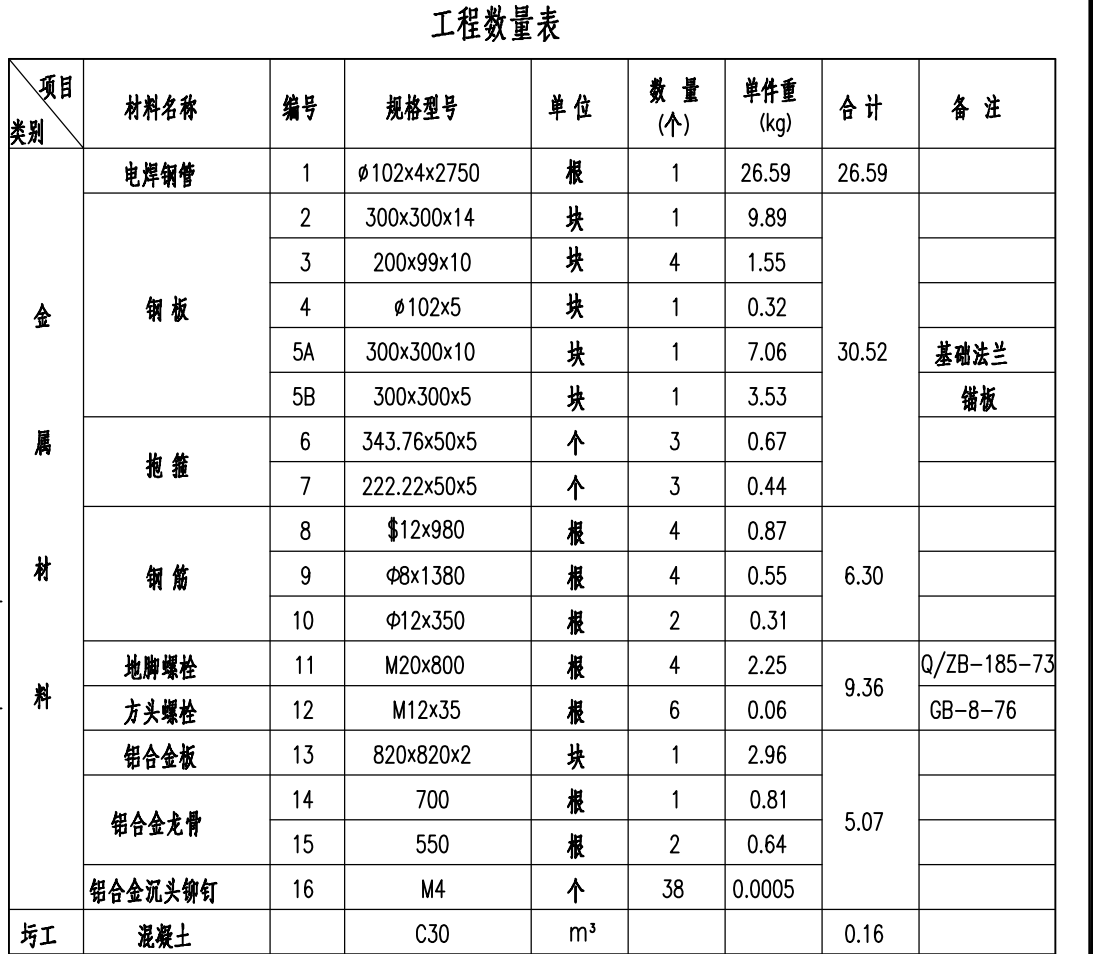 工程数量表
项目 类别 材料名称 编号 规格型号 单位 数量(个) 单件重(kg) 合计 备注
金属材料
电焊钢管 1 ø102x4x2750 根 1 26.59 26.59
钢板 2 300x300x14 块 1 9.89 30.52
3 200x99x10 块 4 1.55
4 ø102x5 块 1 0.32
5A 300x300x10 块 1 7.06 基础法兰
5B 300x300x5 块 1 3.53 锚板
抱箍 6 343.76x50x5 个 3 0.67
7 222.22x50x5 个 3 0.44
钢筋 8 $12x980 根 4 0.87 6.30
9 Φ8x1380 根 4 0.55
10 Φ12x350 根 2 0.31
地脚螺栓 11 M20x800 根 4 2.25 9.36 Q/ZB-185-73
方头螺栓 12 M12x35 根 6 0.06 GB-8-76
铝合金板 13 820x820x2 块 1 2.96 5.07
铝合金龙骨 14 700 根 1 0.81
15 550 根 2 0.64
铝合金沉头铆钉 16 M4 个 38 0.0005
圬工 混凝土 C30 m³ 0.16